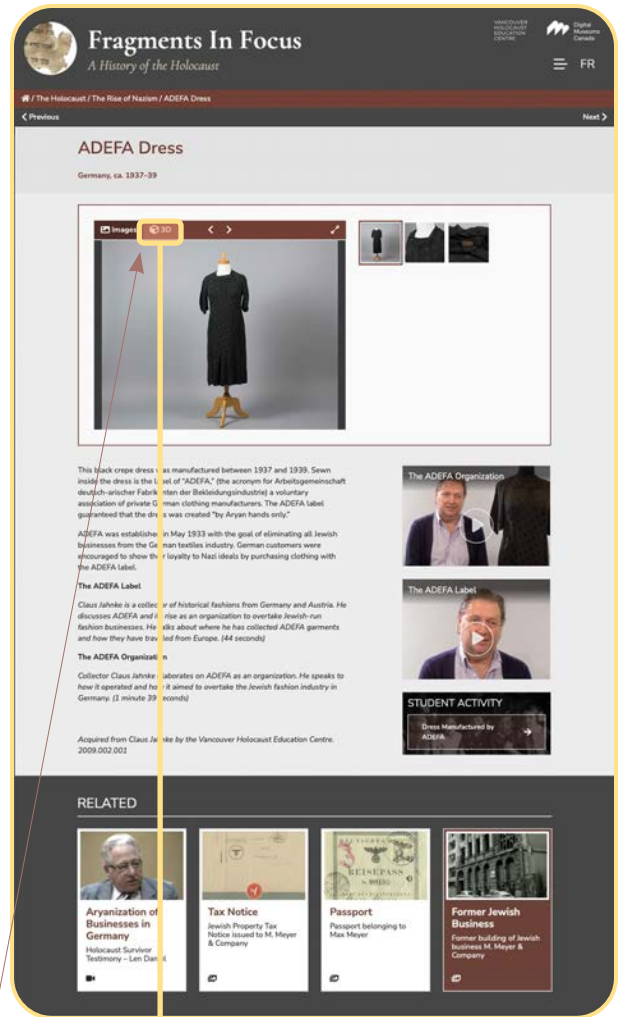 Fragments In Focus
A History of the Holocaust
VANCOUVER
HOLOCAUST
EDUCATION
CENTRE
Digital
Museums
Canada
FR
/ The Holocaust / The Rise of Nazism / ADEFA Dress
Previous
Next
ADEFA Dress
Germany, ca. 1937–39
Images
3D
This black crepe dress was manufactured between 1937 and 1939. Sewn
inside the dress is the label of "ADEFA," (the acronym for Arbeitsgemeinschaft
deutsch-arischer Fabrikanten der Bekleidungsindustrie) a voluntary
association of private German clothing manufacturers. The ADEFA label
guaranteed that the dress was created "by Aryan hands only."
ADEFA was established in May 1933 with the goal of eliminating all Jewish
businesses from the German textiles industry. German customers were
encouraged to show their loyalty to Nazi ideals by purchasing clothing with
the ADEFA label.
The ADEFA Label
Claus Jahnke is a collector of historical fashions from Germany and Austria. He
discusses ADEFA and its rise as an organization to overtake Jewish-run
fashion businesses. He talks about where he has collected ADEFA garments
and how they have travelled from Europe. (44 seconds)
The ADEFA Organization
Collector Claus Jahnke elaborates on ADEFA as an organization. He speaks to
how it operated and how it aimed to overtake the Jewish fashion industry in
Germany. (1 minute 39 seconds)
Acquired from Claus Jahnke by the Vancouver Holocaust Education Centre.
2009.002.001
The ADEFA Organization
The ADEFA Label
STUDENT ACTIVITY
Dress Manufactured by
ADEFA
RELATED
Aryanization of
Businesses in
Germany
Holocaust Survivor
Testimony – Len Daniel
Tax Notice
Jewish Property Tax
Notice issued to M. Meyer
& Company
REISEPASS
Passport
Passport belonging to
Max Meyer
Former Jewish
Business
Former building of Jewish
business M. Meyer &
Company